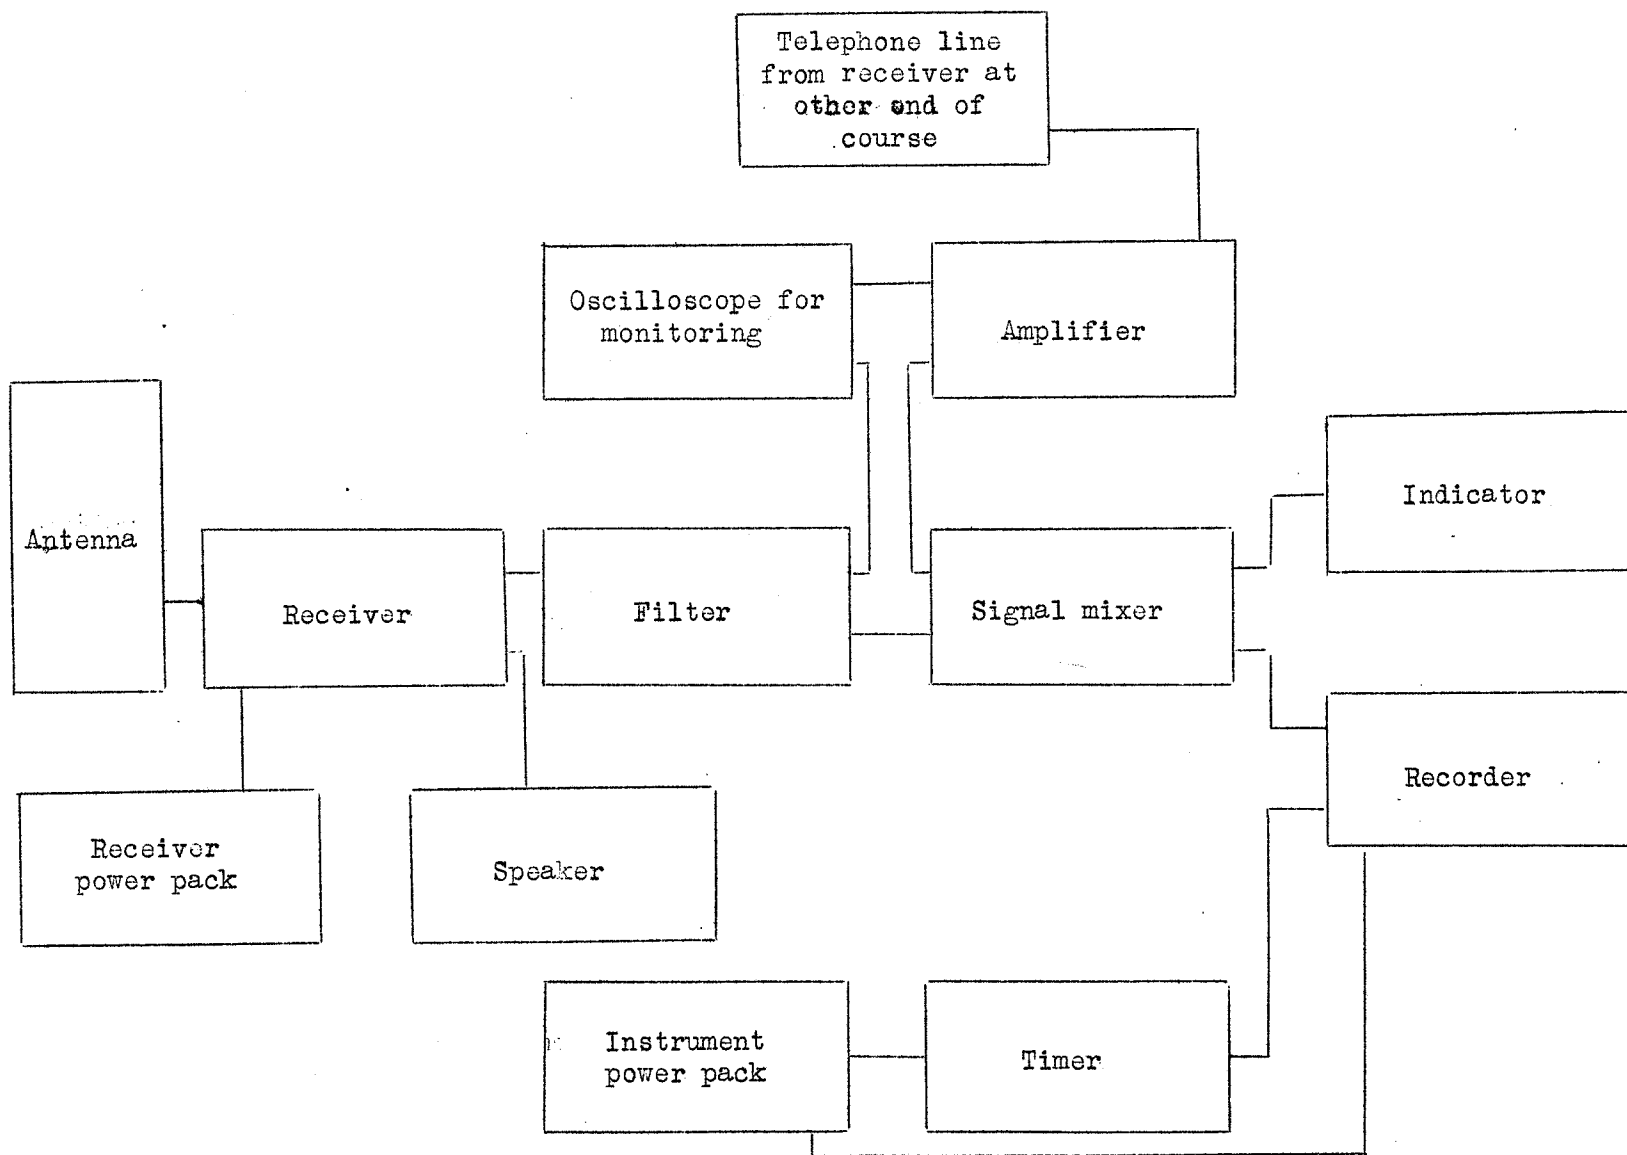 Telephone line
from receiver at
other end of
course
Oscilloscope for
monitoring
Amplifier
Antenna
Receiver
Filter
Signal mixer
Indicator
Recorder
Receiver
power pack
Speaker
Instrument
power pack
Timer